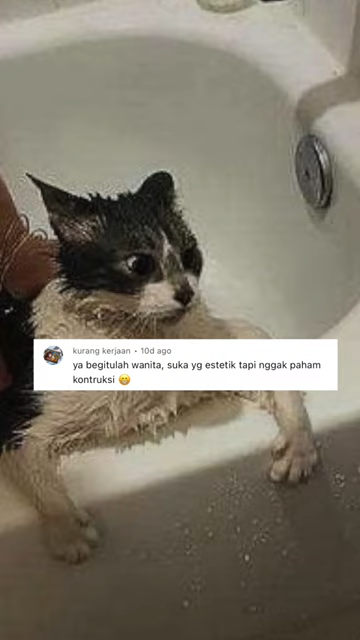 kurang kerjaan • 10d ago
ya begitulah wanita, suka yg estetik tapi nggak paham
kontruksi 🤭